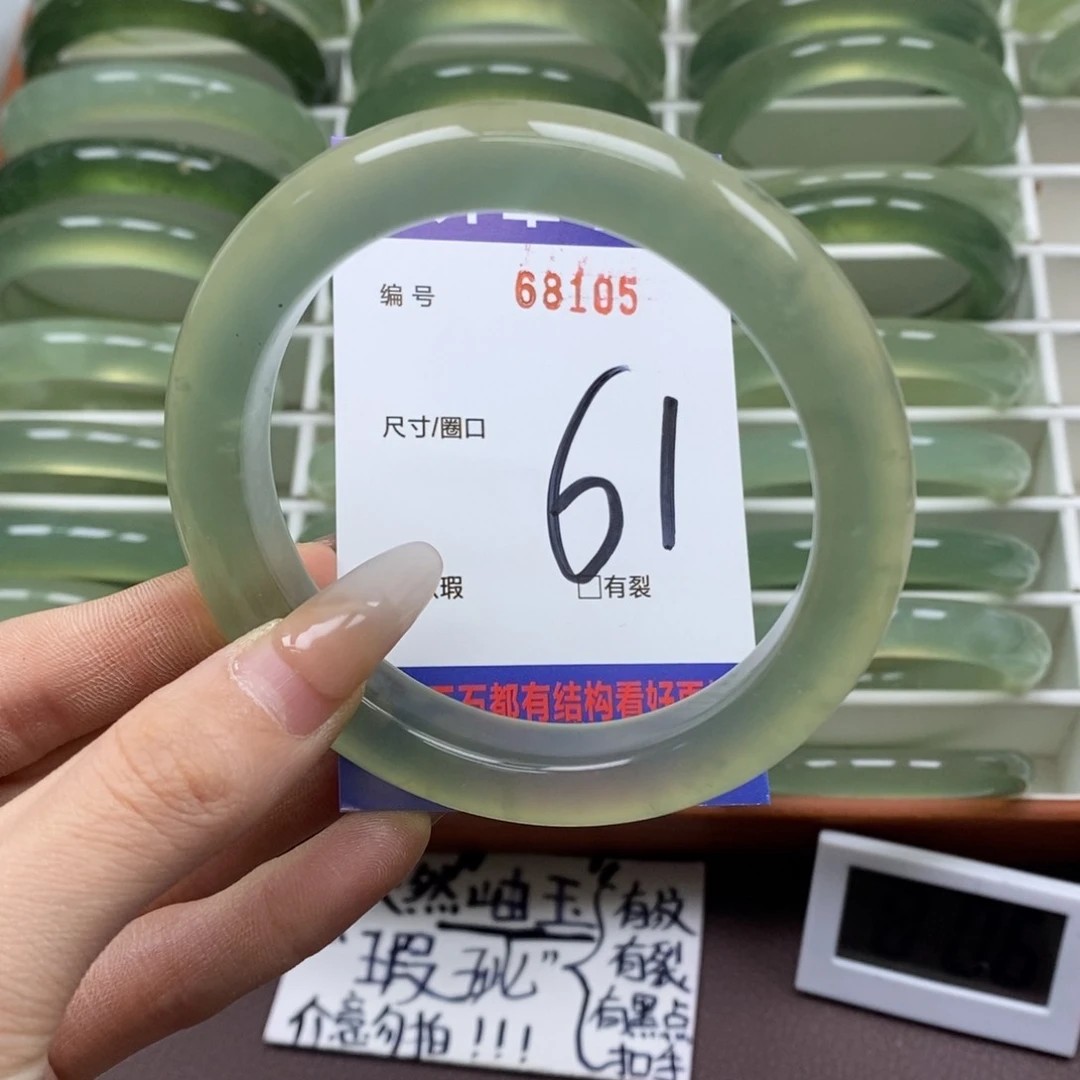 编号 68105
尺寸/圈口 61
瑕 □有裂
石都有结构看好再
然岫玉
"瑕疵"
介意勿拍!!!
有纹
有裂
有黑点
扣手